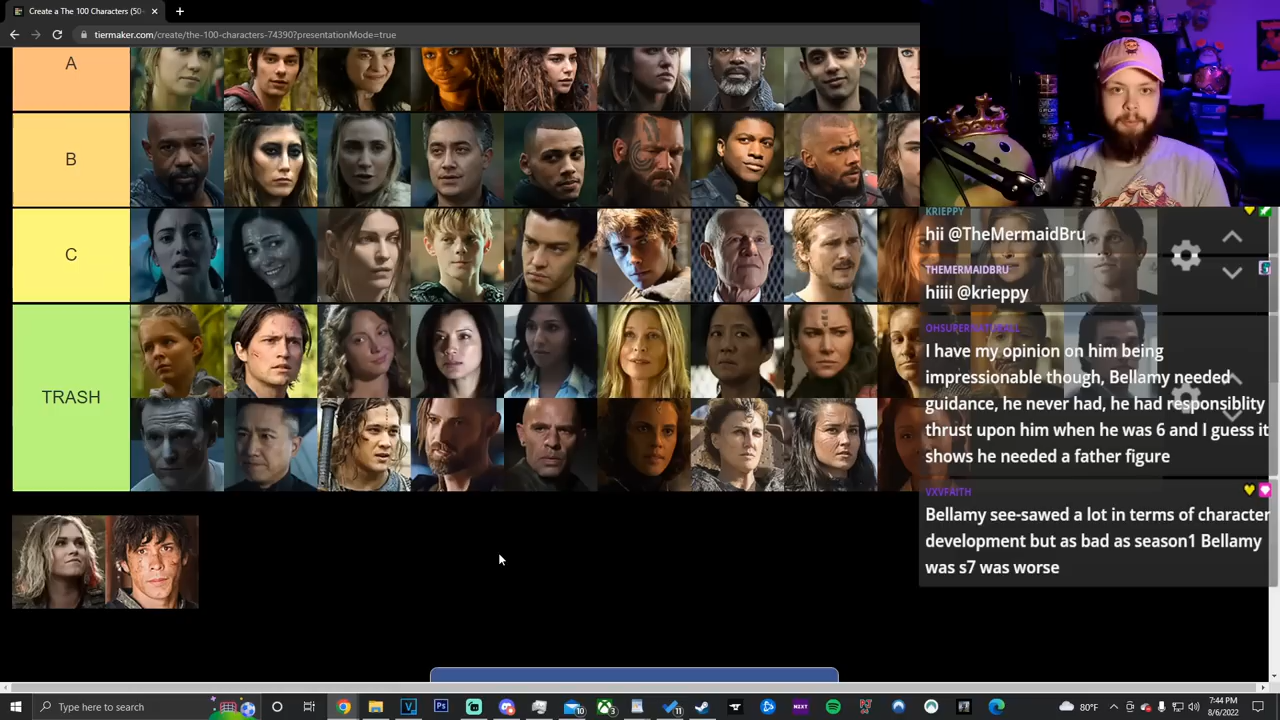 Create a The 100 Characters (50+
tiermaker.com/create/the-100-characters-74390?presentationMode=true
A
B
C
TRASH
KRIEPPY
hii @TheMermaidBru
THEMERMAIDBRU
hiiii @krieppy
I have my opinion on him being
impressionable though, Bellamy needed
guidance, he never had, he had responsiblity
thrust upon him when he was 6 and I guess it
shows he needed a father figure
VXVFAITH
Bellamy see-sawed a lot in terms of character
development but as bad as season1 Bellamy
was s7 was worse
Type here to search
10
3
11
80°F
7:44 PM
8/6/2022